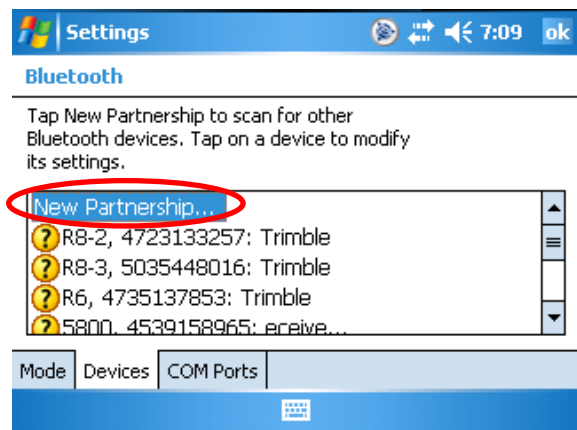 Settings 7:09 ok
Bluetooth
Tap New Partnership to scan for other
Bluetooth devices. Tap on a device to modify
its settings.
New Partnership...
R8-2, 4723133257: Trimble
R8-3, 5035448016: Trimble
R6, 4735137853: Trimble
5800, 4539158965: eceive...
Mode Devices COM Ports